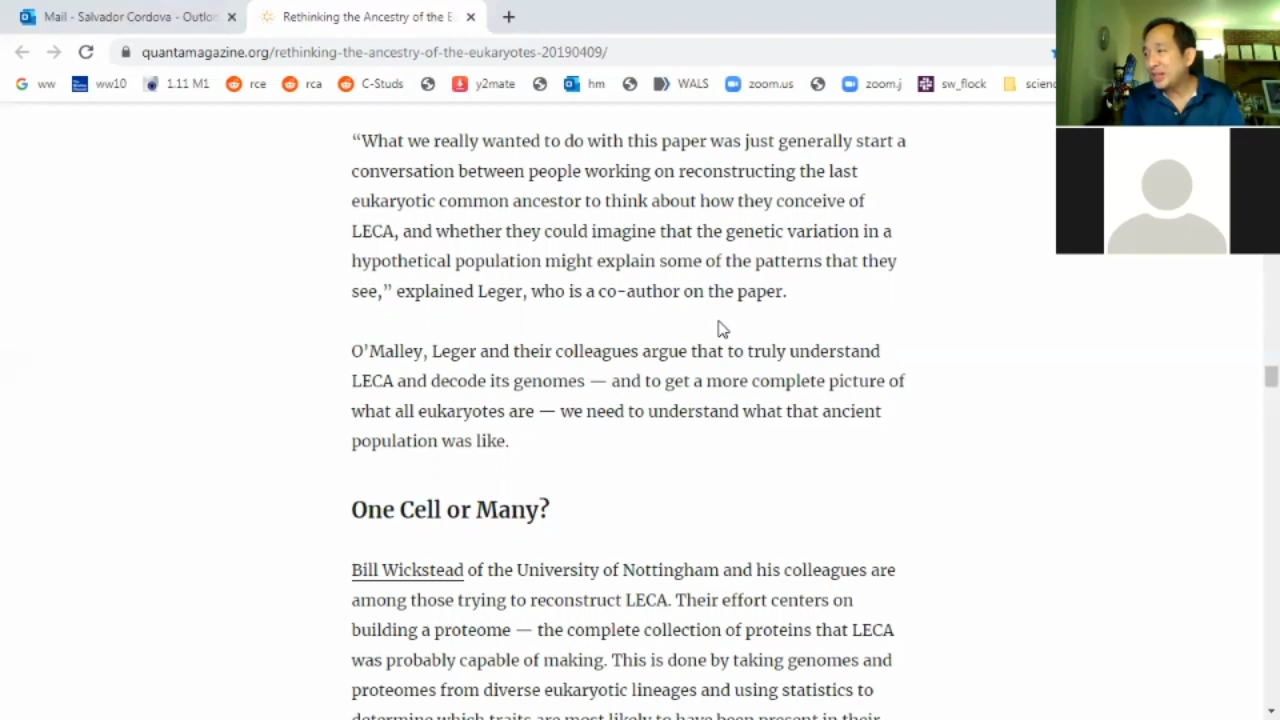 Mail - Salvador Cordova - Outlo
Rethinking the Ancestry of the E
quantamagazine.org/rethinking-the-ancestry-of-the-eukaryotes-20190409/
ww ww10 1.11 M1 rce rca C-Studs y2mate hm WALS zoom.us zoom.j sw_flock scienc
“What we really wanted to do with this paper was just generally start a
conversation between people working on reconstructing the last
eukaryotic common ancestor to think about how they conceive of
LECA, and whether they could imagine that the genetic variation in a
hypothetical population might explain some of the patterns that they
see,” explained Leger, who is a co-author on the paper.
O’Malley, Leger and their colleagues argue that to truly understand
LECA and decode its genomes — and to get a more complete picture of
what all eukaryotes are — we need to understand what that ancient
population was like.
One Cell or Many?
Bill Wickstead of the University of Nottingham and his colleagues are
among those trying to reconstruct LECA. Their effort centers on
building a proteome — the complete collection of proteins that LECA
was probably capable of making. This is done by taking genomes and
proteomes from diverse eukaryotic lineages and using statistics to
determine which traits are most likely to have been present in their